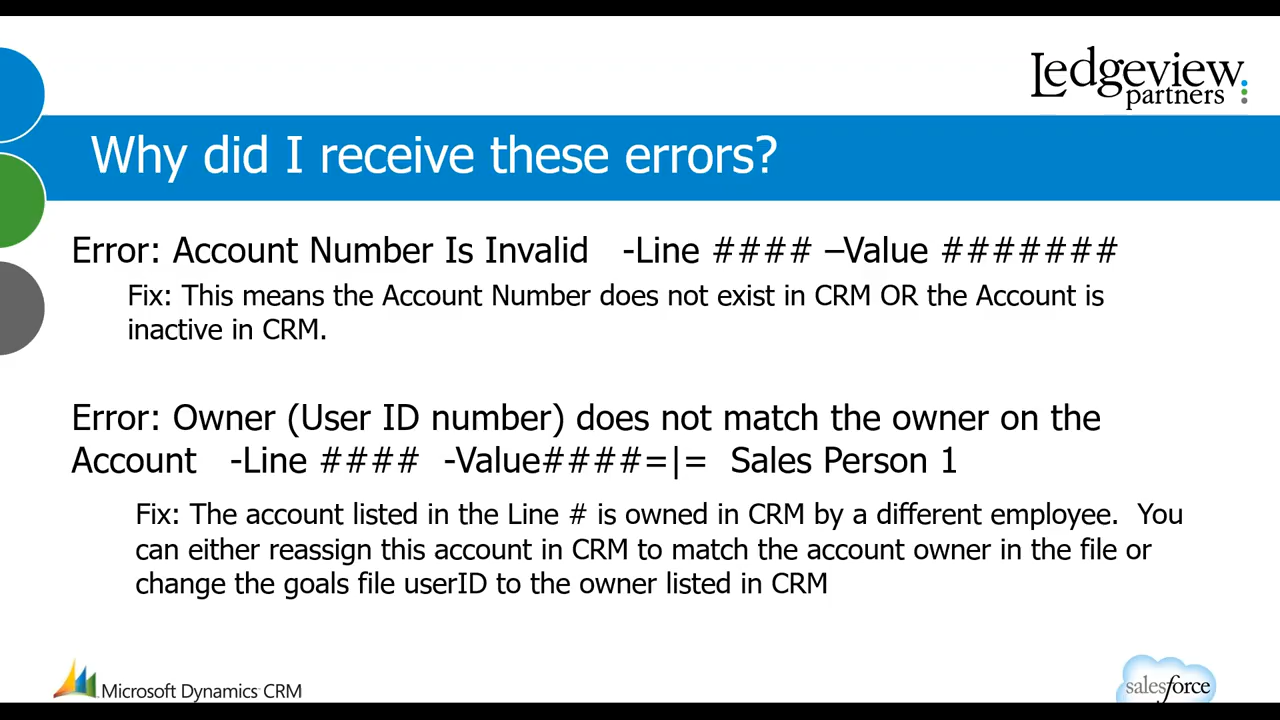 Ledgeview
partners
Why did I receive these errors?
Error: Account Number Is Invalid -Line #### –Value #######
Fix: This means the Account Number does not exist in CRM OR the Account is
inactive in CRM.
Error: Owner (User ID number) does not match the owner on the
Account -Line #### -Value####=|= Sales Person 1
Fix: The account listed in the Line # is owned in CRM by a different employee. You
can either reassign this account in CRM to match the account owner in the file or
change the goals file userID to the owner listed in CRM
Microsoft Dynamics CRM
salesforce